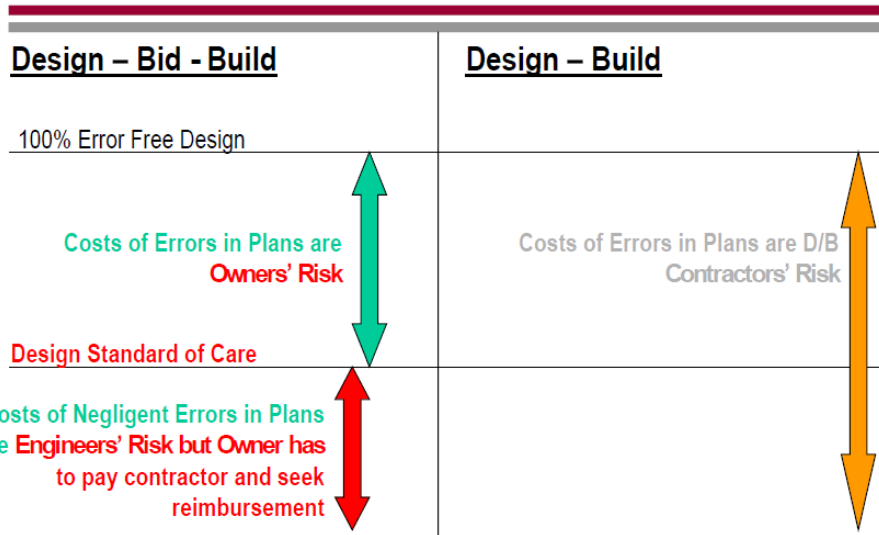 Design – Bid - Build
Design – Build
100% Error Free Design
Costs of Errors in Plans are
Owners’ Risk
Costs of Errors in Plans are D/B
Contractors’ Risk
Design Standard of Care
osts of Negligent Errors in Plans
e Engineers’ Risk but Owner has
to pay contractor and seek
reimbursement